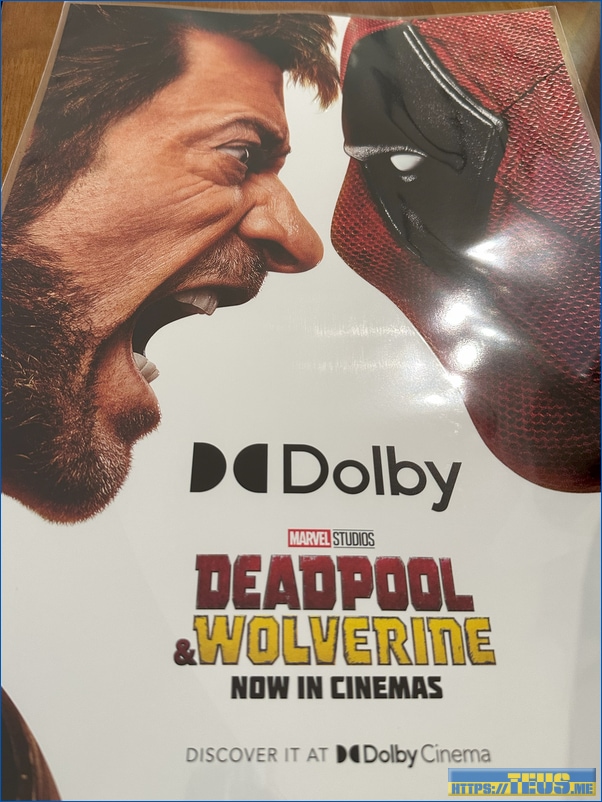 Dolby
MARVEL STUDIOS
DEADPOOL
& WOLVERINE
NOW IN CINEMAS
DISCOVER IT AT Dolby Cinema
HTTPS://TEUS.ME